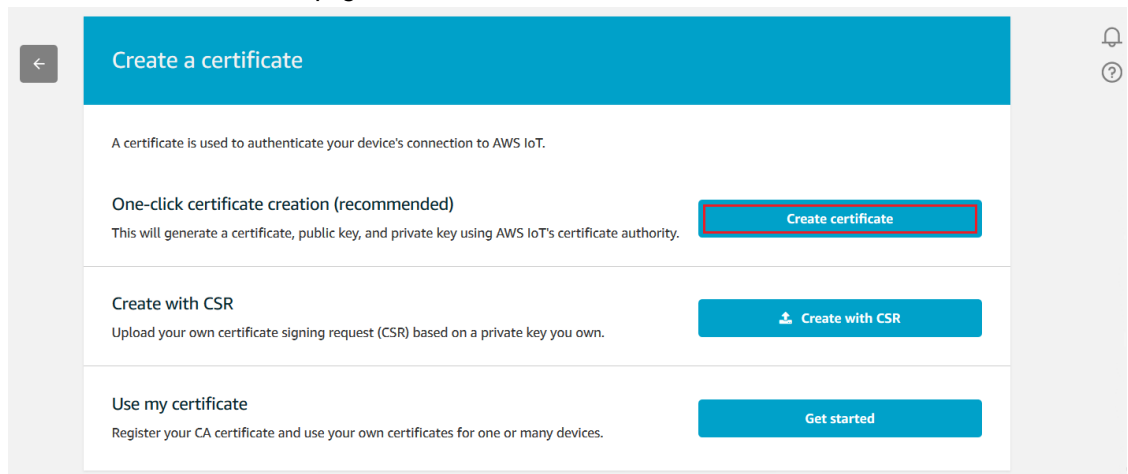 Create a certificate
A certificate is used to authenticate your device's connection to AWS IoT.
One-click certificate creation (recommended)
This will generate a certificate, public key, and private key using AWS IoT's certificate authority.
Create certificate
Create with CSR
Upload your own certificate signing request (CSR) based on a private key you own.
Create with CSR
Use my certificate
Register your CA certificate and use your own certificates for one or many devices.
Get started